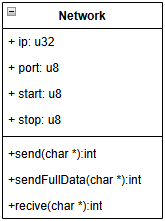 Network
+ ip: u32
+ port: u8
+ start: u8
+ stop: u8
+send(char *):int
+sendFullData(char *):int
+recive(char *):int